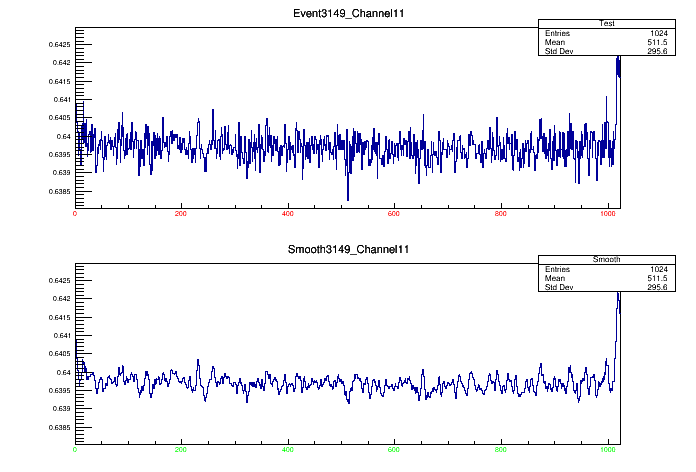 Event3149_Channel11
Test
Entries 1024
Mean 511.5
Std Dev 295.6
0.6425
0.642
0.6415
0.641
0.6405
0.64
0.6395
0.639
0.6385
0 200 400 600 800 1000
Smooth3149_Channel11
Smooth
Entries 1024
Mean 511.5
Std Dev 295.6
0.6425
0.642
0.6415
0.641
0.6405
0.64
0.6395
0.639
0.6385
0 200 400 600 800 1000